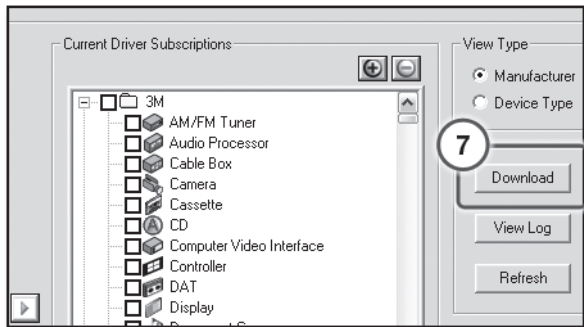 Current Driver Subscriptions
3M
AM/FM Tuner
Audio Processor
Cable Box
Camera
Cassette
CD
Computer Video Interface
Controller
DAT
Display
View Type
Manufacturer
Device Type
7
Download
View Log
Refresh